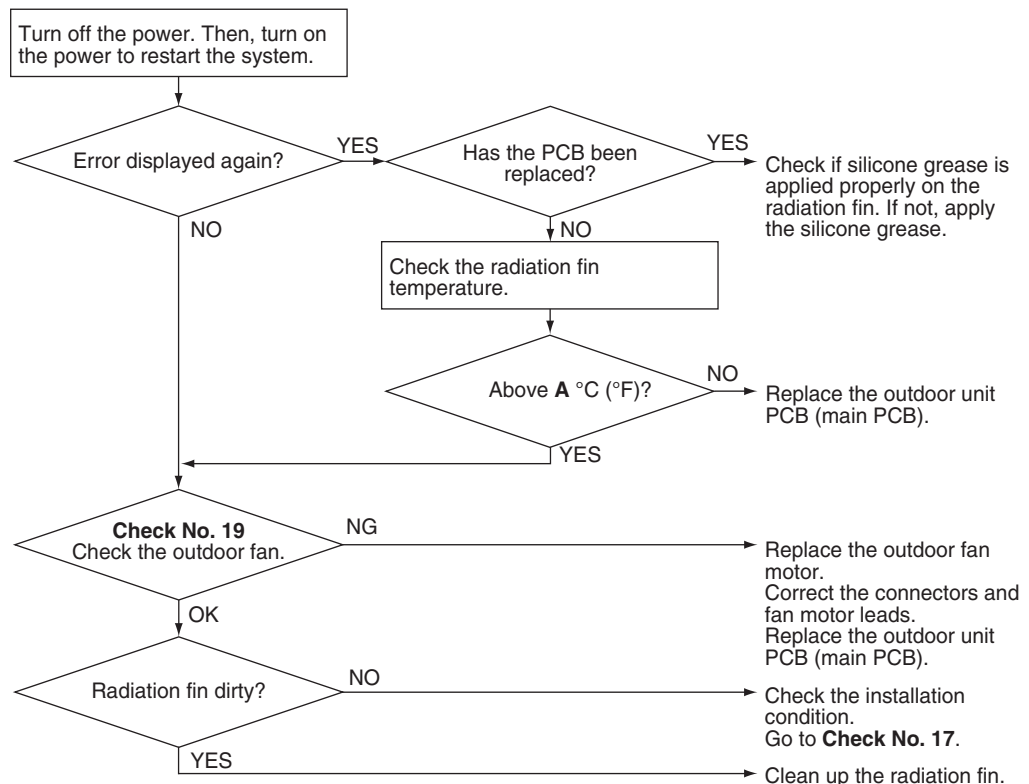 Turn off the power. Then, turn on
the power to restart the system.
Error displayed again?
YES
Has the PCB been
replaced?
YES
Check if silicone grease is
applied properly on the
radiation fin. If not, apply
the silicone grease.
NO
NO
Check the radiation fin
temperature.
Above A °C (°F)?
NO
Replace the outdoor unit
PCB (main PCB).
YES
Check No. 19
Check the outdoor fan.
NG
Replace the outdoor fan
motor.
Correct the connectors and
fan motor leads.
Replace the outdoor unit
PCB (main PCB).
OK
Radiation fin dirty?
NO
Check the installation
condition.
Go to Check No. 17.
YES
Clean up the radiation fin.